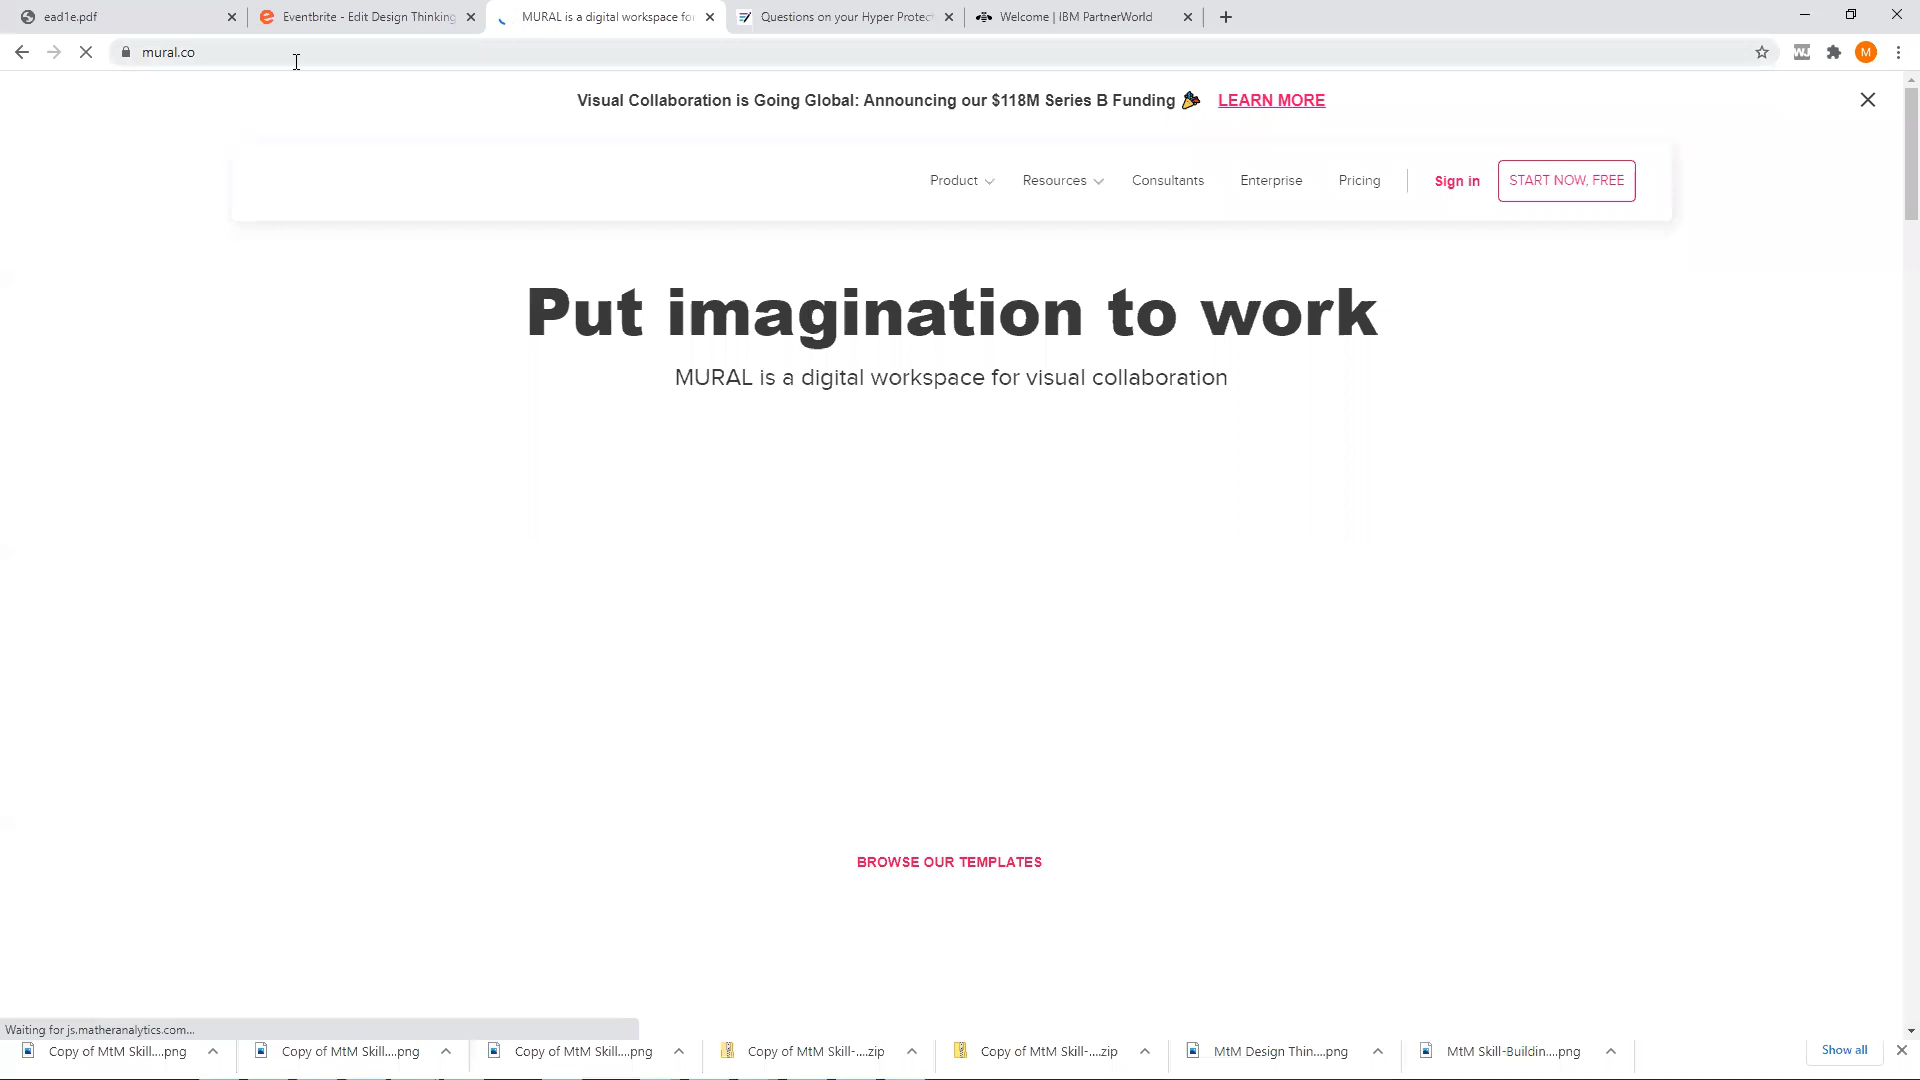 ead1e.pdf
Eventbrite - Edit Design Thinking
MURAL is a digital workspace fo
Questions on your Hyper Protec
Welcome | IBM PartnerWorld
mural.co
WJ
M
Visual Collaboration is Going Global: Announcing our $118M Series B Funding 🎉 LEARN MORE
Product
Resources
Consultants
Enterprise
Pricing
Sign in
START NOW, FREE
Put imagination to work
MURAL is a digital workspace for visual collaboration
BROWSE OUR TEMPLATES
Waiting for js.matheranalytics.com...
Copy of MtM Skill....png
Copy of MtM Skill....png
Copy of MtM Skill....png
Copy of MtM Skill-....zip
Copy of MtM Skill-....zip
MtM Design Thin....png
MtM Skill-Buildin....png
Show all